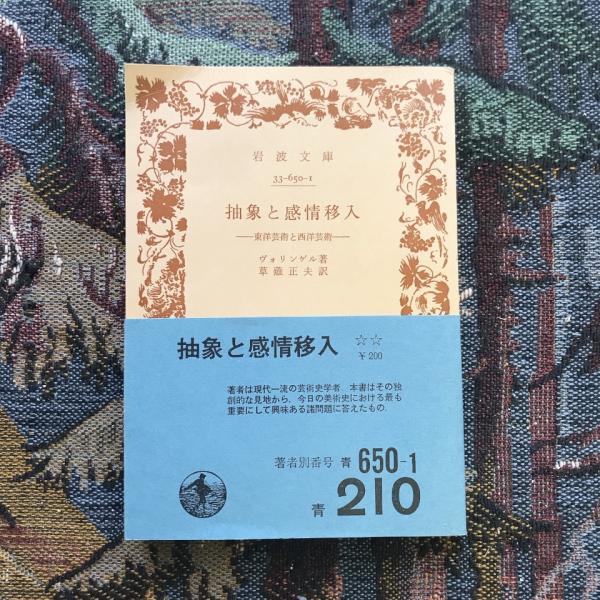 岩波文庫
33-650-1
抽象と感情移入
—東洋芸術と西洋芸術—
ヴォリンゲル著
草薙正夫訳
抽象と感情移入
☆☆
¥200
著者は現代一流の芸術史学者.本書はその独
創的な見地から,今日の美術史における最も
重要にして興味ある諸問題に答えたもの.
著者別番号 青 650-1
青 210